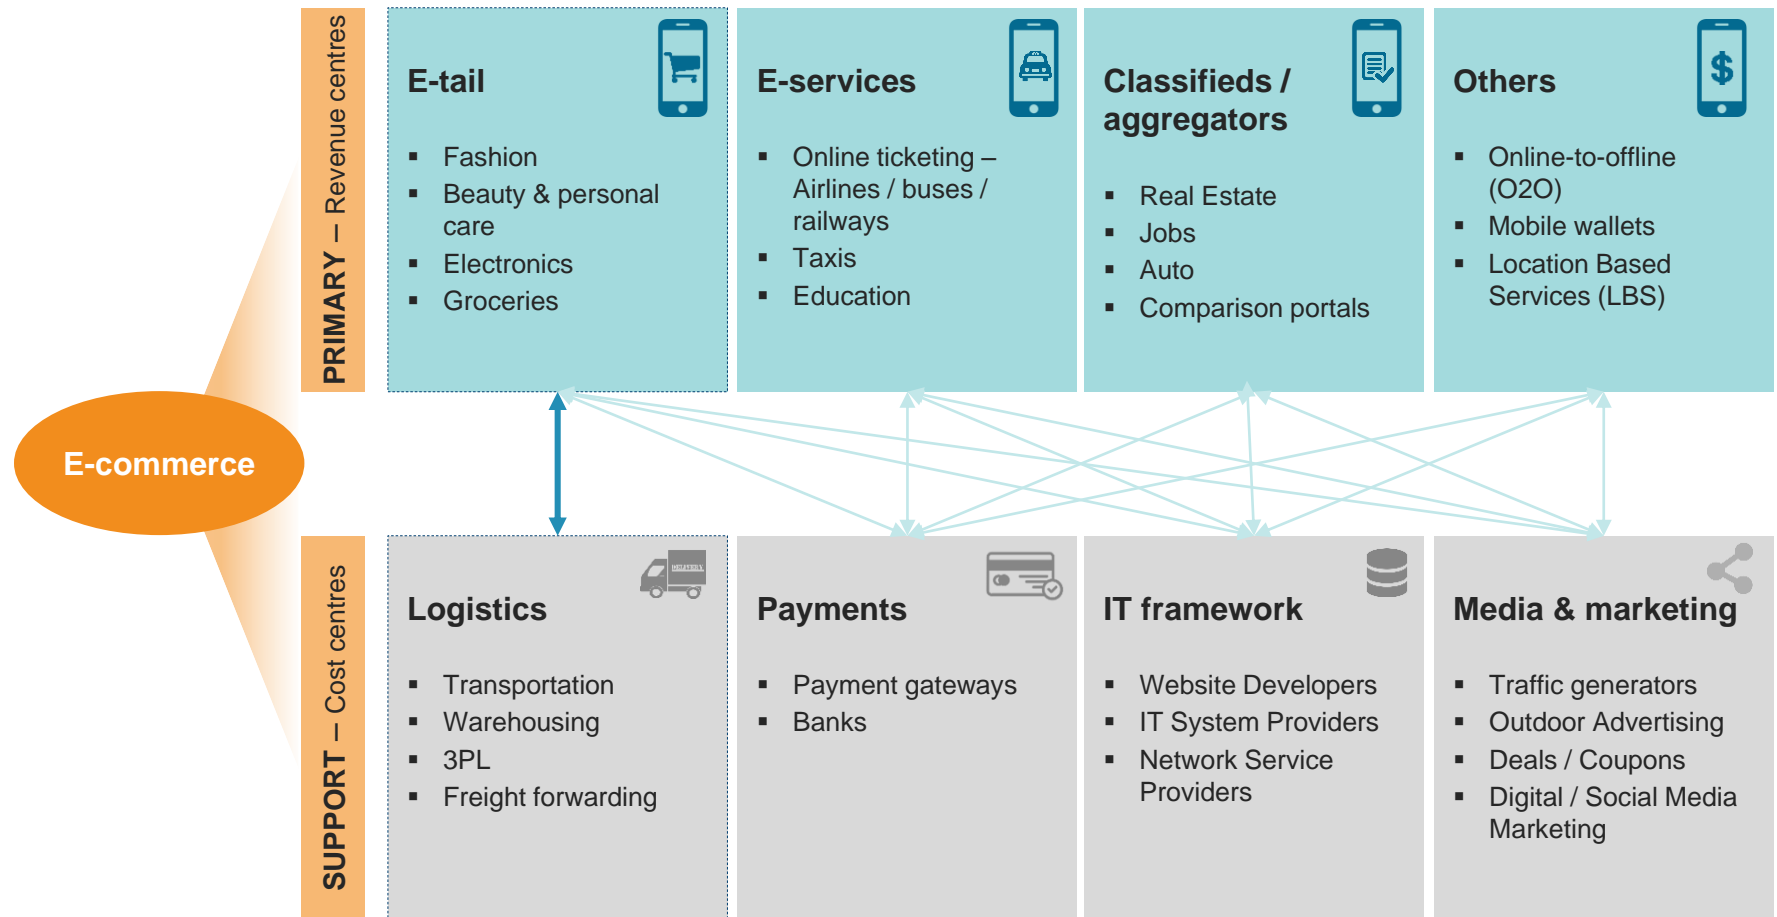 E-commerce
PRIMARY – Revenue centres
E-tail
▪ Fashion
▪ Beauty & personal
care
▪ Electronics
▪ Groceries
E-services
▪ Online ticketing –
Airlines / buses /
railways
▪ Taxis
▪ Education
Classifieds /
aggregators
▪ Real Estate
▪ Jobs
▪ Auto
▪ Comparison portals
$
Others
▪ Online-to-offline
(O2O)
▪ Mobile wallets
▪ Location Based
Services (LBS)
SUPPORT – Cost centres
DELIVERY
Logistics
▪ Transportation
▪ Warehousing
▪ 3PL
▪ Freight forwarding
Payments
▪ Payment gateways
▪ Banks
IT framework
▪ Website Developers
▪ IT System Providers
▪ Network Service
Providers
Media & marketing
▪ Traffic generators
▪ Outdoor Advertising
▪ Deals / Coupons
▪ Digital / Social Media
Marketing